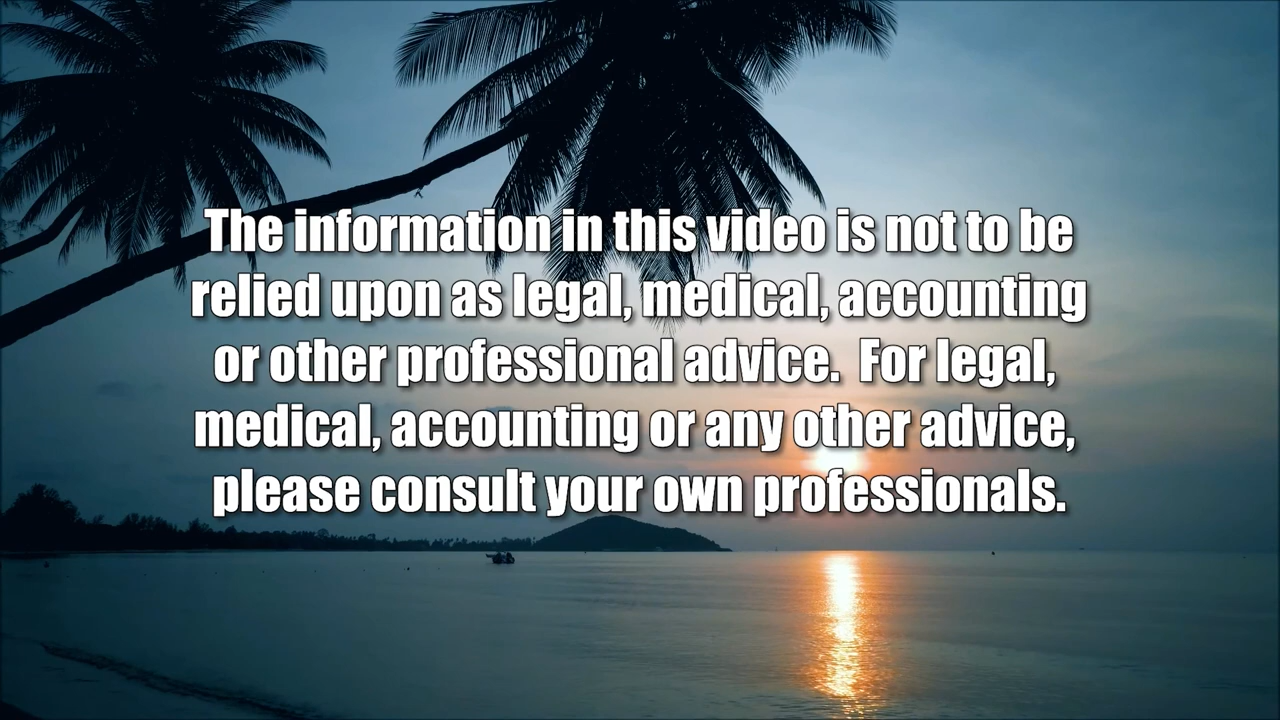 The information in this video is not to be
relied upon as legal, medical, accounting
or other professional advice.  For legal,
medical, accounting or any other advice,
please consult your own professionals.